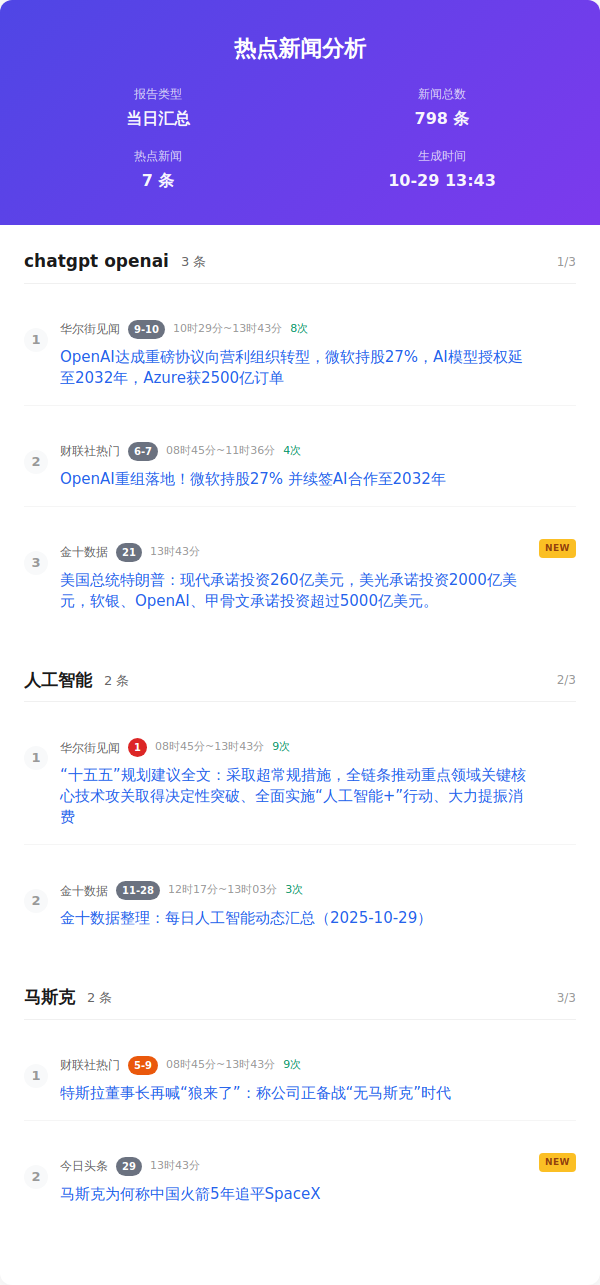 热点新闻分析
报告类型
当日汇总
新闻总数
798 条
热点新闻
7 条
生成时间
10-29 13:43
chatgpt openai 3 条 1/3
1
华尔街见闻 9-10 10时29分~13时43分 8次
OpenAI达成重磅协议向营利组织转型，微软持股27%，AI模型授权延
至2032年，Azure获2500亿订单
2
财联社热门 6-7 08时45分~11时36分 4次
OpenAI重组落地！微软持股27% 并续签AI合作至2032年
3
金十数据 21 13时43分 NEW
美国总统特朗普：现代承诺投资260亿美元，美光承诺投资2000亿美
元，软银、OpenAI、甲骨文承诺投资超过5000亿美元。
人工智能 2 条 2/3
1
华尔街见闻 1 08时45分~13时43分 9次
“十五五”规划建议全文：采取超常规措施，全链条推动重点领域关键核
心技术攻关取得决定性突破、全面实施“人工智能+”行动、大力提振消
费
2
金十数据 11-28 12时17分~13时03分 3次
金十数据整理：每日人工智能动态汇总（2025-10-29）
马斯克 2 条 3/3
1
财联社热门 5-9 08时45分~13时43分 9次
特斯拉董事长再喊“狼来了”：称公司正备战“无马斯克”时代
2
今日头条 29 13时43分 NEW
马斯克为何称中国火箭5年追平SpaceX